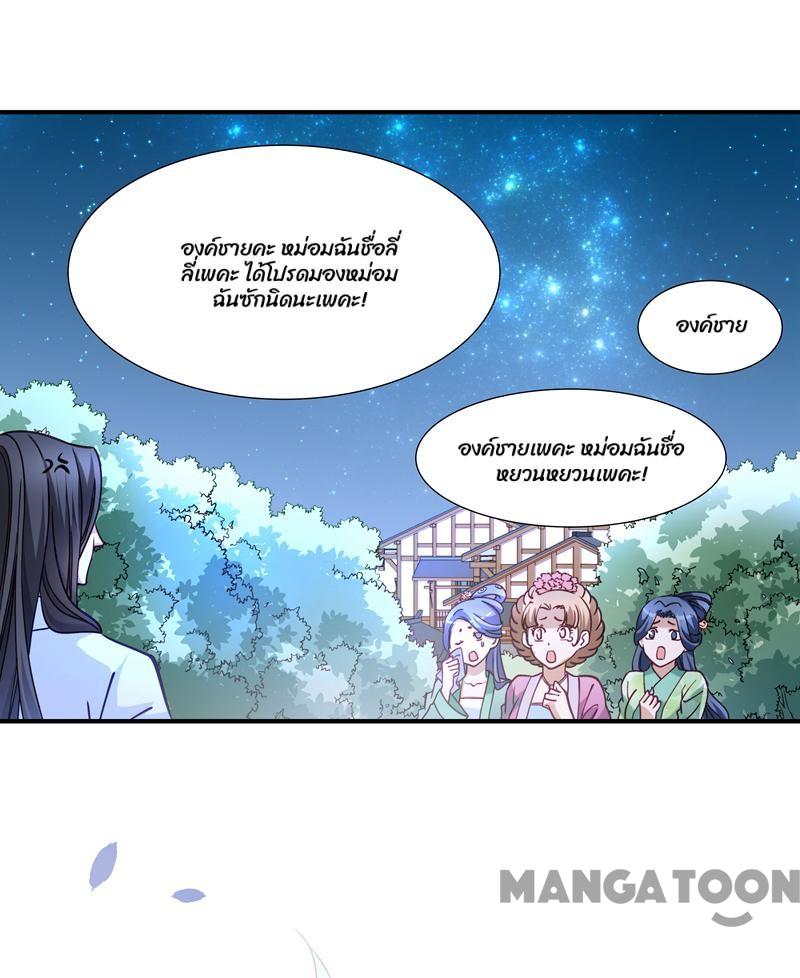 องค์ชายคะ หม่อมฉันชื่อลี่
ลี่เพคะ ได้โปรดมองหม่อม
ฉันซักนิดนะเพคะ!
องค์ชาย
องค์ชายเพคะ หม่อมฉันชื่อ
หยวนหยวนเพคะ!
MANGATOON